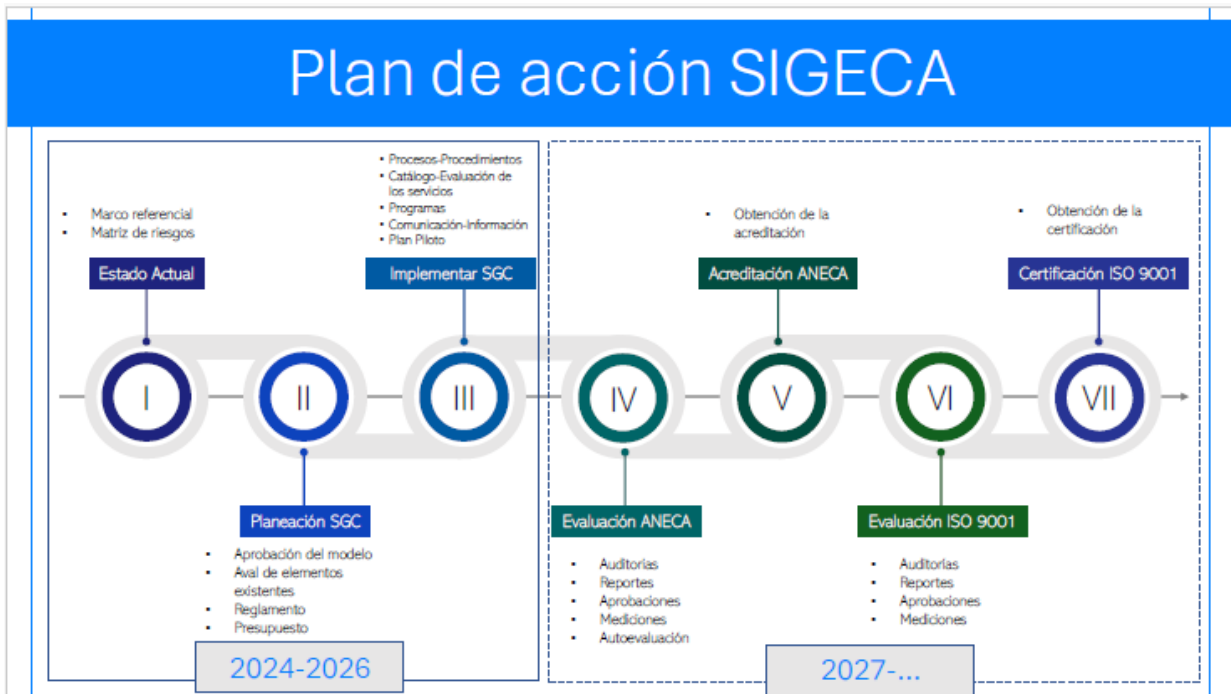 Plan de acción SIGECA
▪ Marco referencial
▪ Matriz de riesgos
Estado Actual
I
II
Planeación SGC
▪ Aprobación del modelo
▪ Aval de elementos
existentes
▪ Reglamento
▪ Presupuesto
• Procesos-Procedimientos
• Catálogo-Evaluación de
los servicios
• Programas
• Comunicación-Información
• Plan Piloto
Implementar SGC
III
2024-2026
IV
Evaluación ANECA
▪ Auditorias
▪ Reportes
▪ Aprobaciones
▪ Mediciones
▪ Autoevaluación
▪ Obtención de la
acreditación
Acreditación ANECA
V
VI
Evaluación ISO 9001
▪ Auditorias
▪ Reportes
▪ Aprobaciones
▪ Mediciones
▪ Obtención de la
certificación
Certificación ISO 9001
VII
2027-...